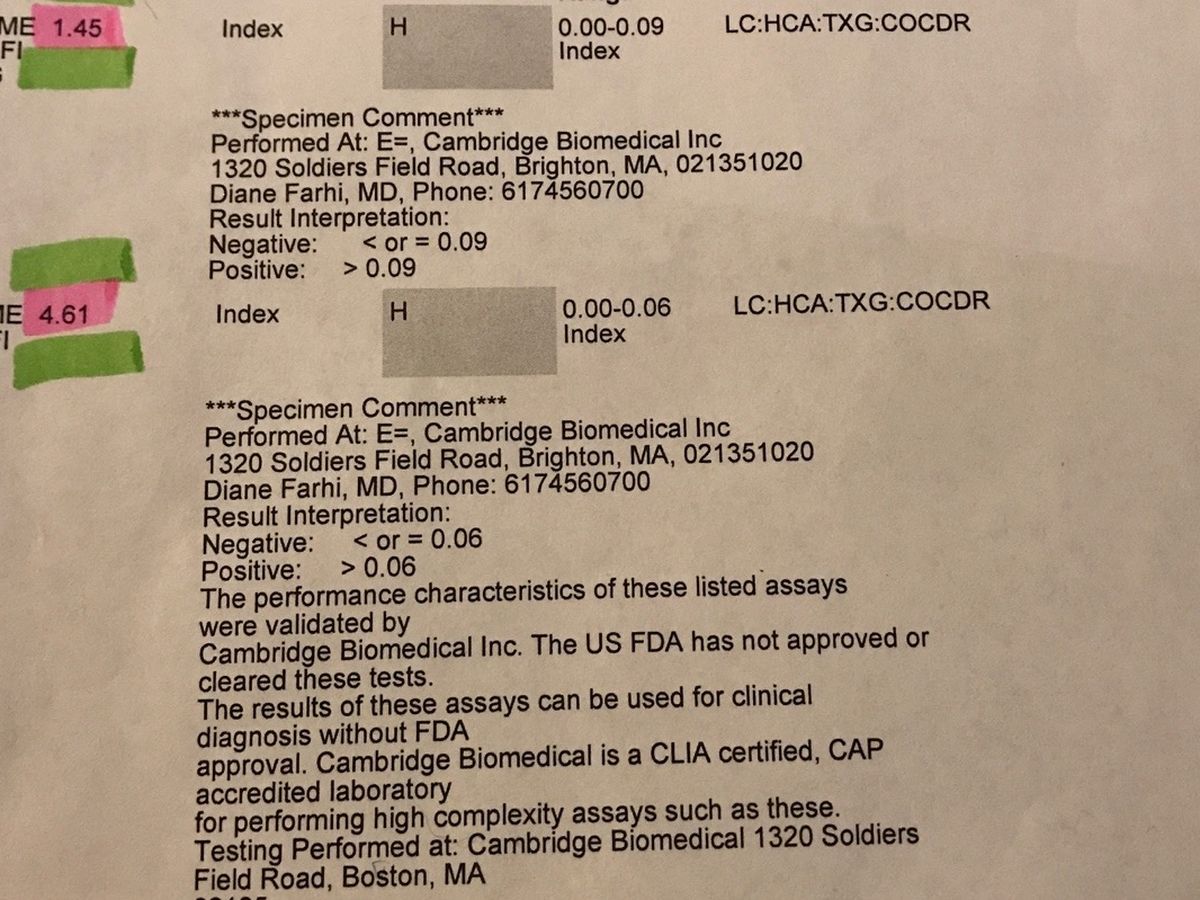 ME 1.45 Index H 0.00-0.09 LC:HCA:TXG:COCDR
FI Index
***Specimen Comment***
Performed At: E=, Cambridge Biomedical Inc
1320 Soldiers Field Road, Brighton, MA, 021351020
Diane Farhi, MD, Phone: 6174560700
Result Interpretation:
Negative: < or = 0.09
Positive: > 0.09
IE 4.61 Index H 0.00-0.06 LC:HCA:TXG:COCDR
Index
***Specimen Comment***
Performed At: E=, Cambridge Biomedical Inc
1320 Soldiers Field Road, Brighton, MA, 021351020
Diane Farhi, MD, Phone: 6174560700
Result Interpretation:
Negative: < or = 0.06
Positive: > 0.06
The performance characteristics of these listed assays
were validated by
Cambridge Biomedical Inc. The US FDA has not approved or
cleared these tests.
The results of these assays can be used for clinical
diagnosis without FDA
approval. Cambridge Biomedical is a CLIA certified, CAP
accredited laboratory
for performing high complexity assays such as these.
Testing Performed at: Cambridge Biomedical 1320 Soldiers
Field Road, Boston, MA